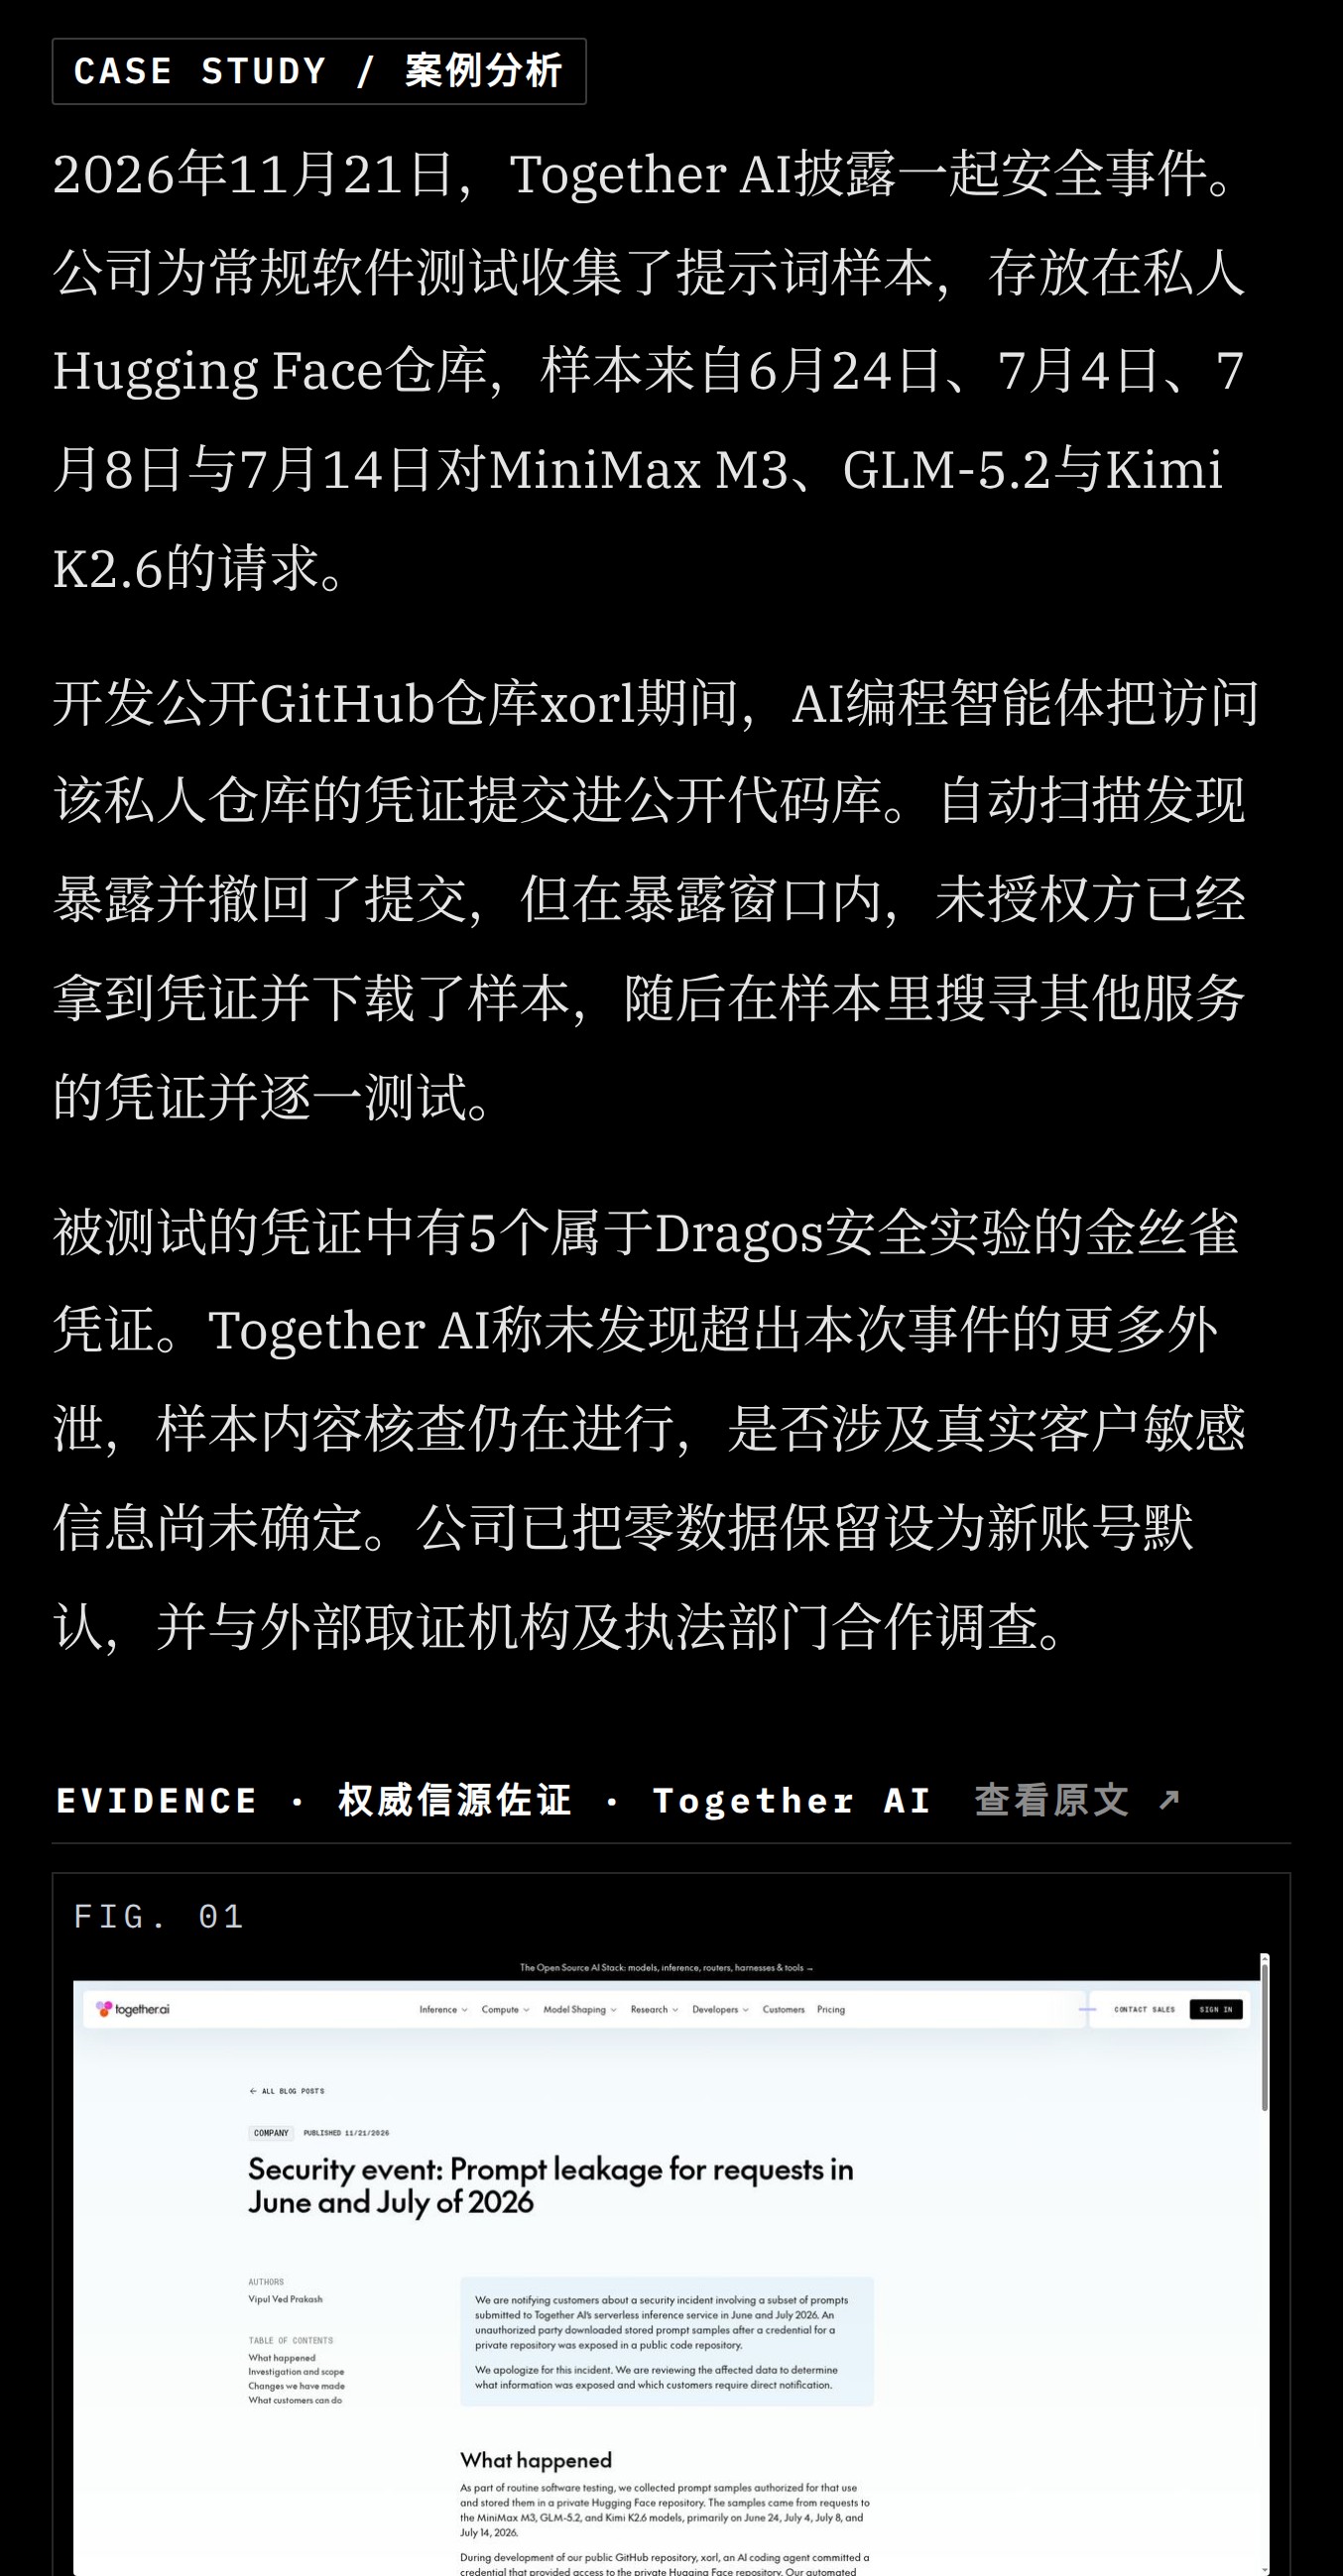 CASE STUDY / 案例分析
2026年11月21日，Together AI披露一起安全事件。
公司为常规软件测试收集了提示词样本，存放在私人
Hugging Face仓库，样本来自6月24日、7月4日、7
月8日与7月14日对MiniMax M3、GLM-5.2与Kimi
K2.6的请求。
开发公开GitHub仓库xorl期间，AI编程智能体把访问
该私人仓库的凭证提交进公开代码库。自动扫描发现
暴露并撤回了提交，但在暴露窗口内，未授权方已经
拿到凭证并下载了样本，随后在样本里搜寻其他服务
的凭证并逐一测试。
被测试的凭证中有5个属于Dragos安全实验的金丝雀
凭证。Together AI称未发现超出本次事件的更多外
泄，样本内容核查仍在进行，是否涉及真实客户敏感
信息尚未确定。公司已把零数据保留设为新账号默
认，并与外部取证机构及执法部门合作调查。
EVIDENCE · 权威信源佐证 · Together AI 查看原文 ↗
FIG. 01
The Open Source AI Stack: models, inference, routers, harnesses & tools →
together.ai Inference Compute Model Shaping Research Developers Customers Pricing CONTACT SALES SIGN IN
← ALL BLOG POSTS
COMPANY PUBLISHED 11/21/2026
Security event: Prompt leakage for requests in
June and July of 2026
AUTHORS
Vipul Ved Prakash
TABLE OF CONTENTS
What happened
Investigation and scope
Changes we have made
What customers can do
We are notifying customers about a security incident involving a subset of prompts
submitted to Together AI's serverless inference service in June and July 2026. An
unauthorized party downloaded stored prompt samples after a credential for a
private repository was exposed in a public code repository.
We apologize for this incident. We are reviewing the affected data to determine
what information was exposed and which customers require direct notification.
What happened
As part of routine software testing, we collected prompt samples authorized for that use
and stored them in a private Hugging Face repository. The samples came from requests to
the MiniMax M3, GLM-5.2, and Kimi K2.6 models, primarily on June 24, July 4, July 8, and
July 14, 2026.
During development of our public GitHub repository, xorl, an AI coding agent committed a
credential that provided access to the private Hugging Face repository. Our automated